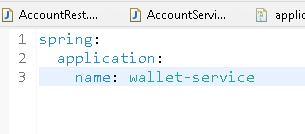 AccountRest....
AccountServi...
applic
1 spring:
2   application:
3     name: wallet-service